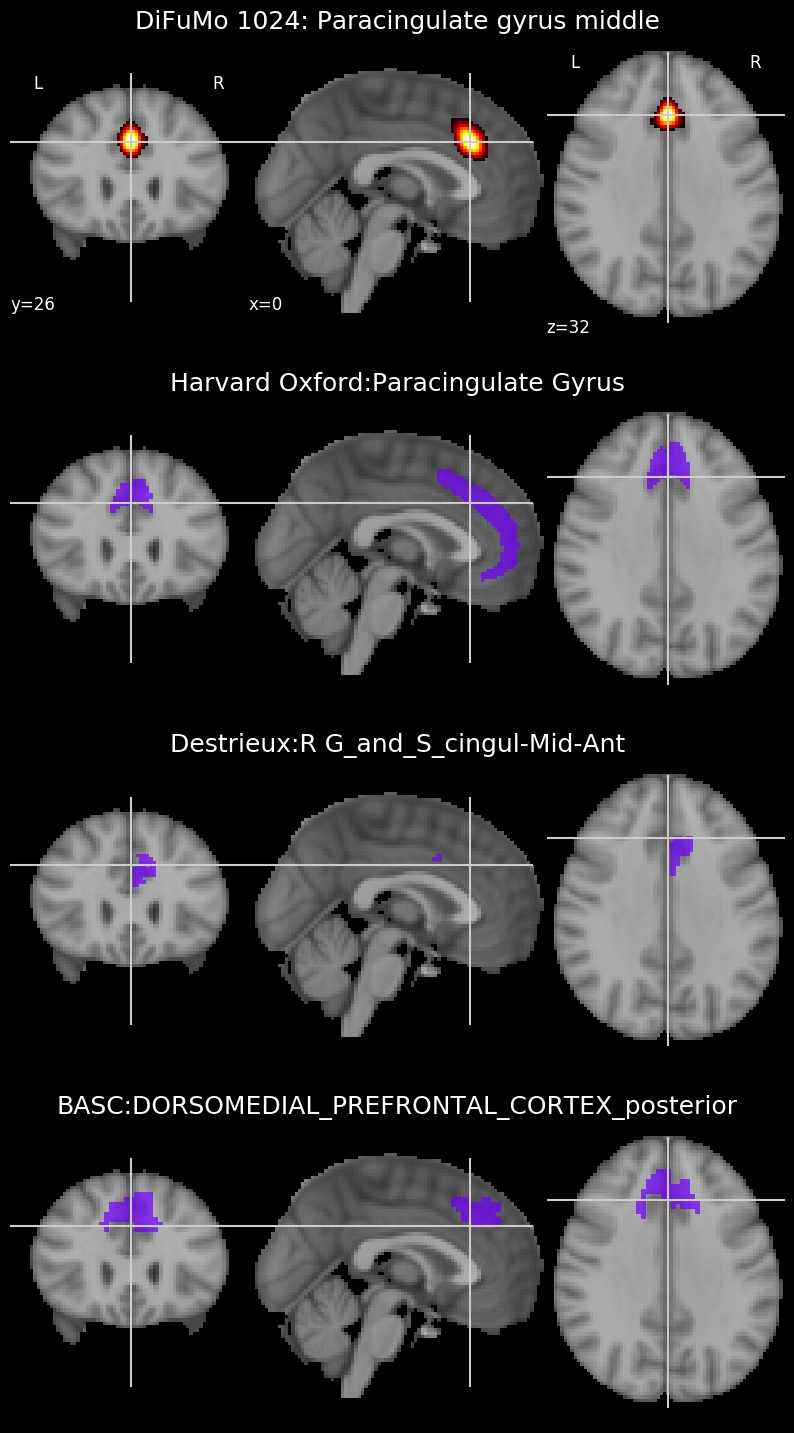 DiFuMo 1024: Paracingulate gyrus middle
L R
L R
y=26
x=0
z=32
Harvard Oxford:Paracingulate Gyrus
Destrieux:R G_and_S_cingul-Mid-Ant
BASC:DORSOMEDIAL_PREFRONTAL_CORTEX_posterior